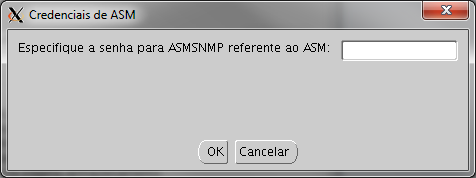 Credenciais de ASM
Especifique a senha para ASMSNMP referente ao ASM:
OK Cancelar